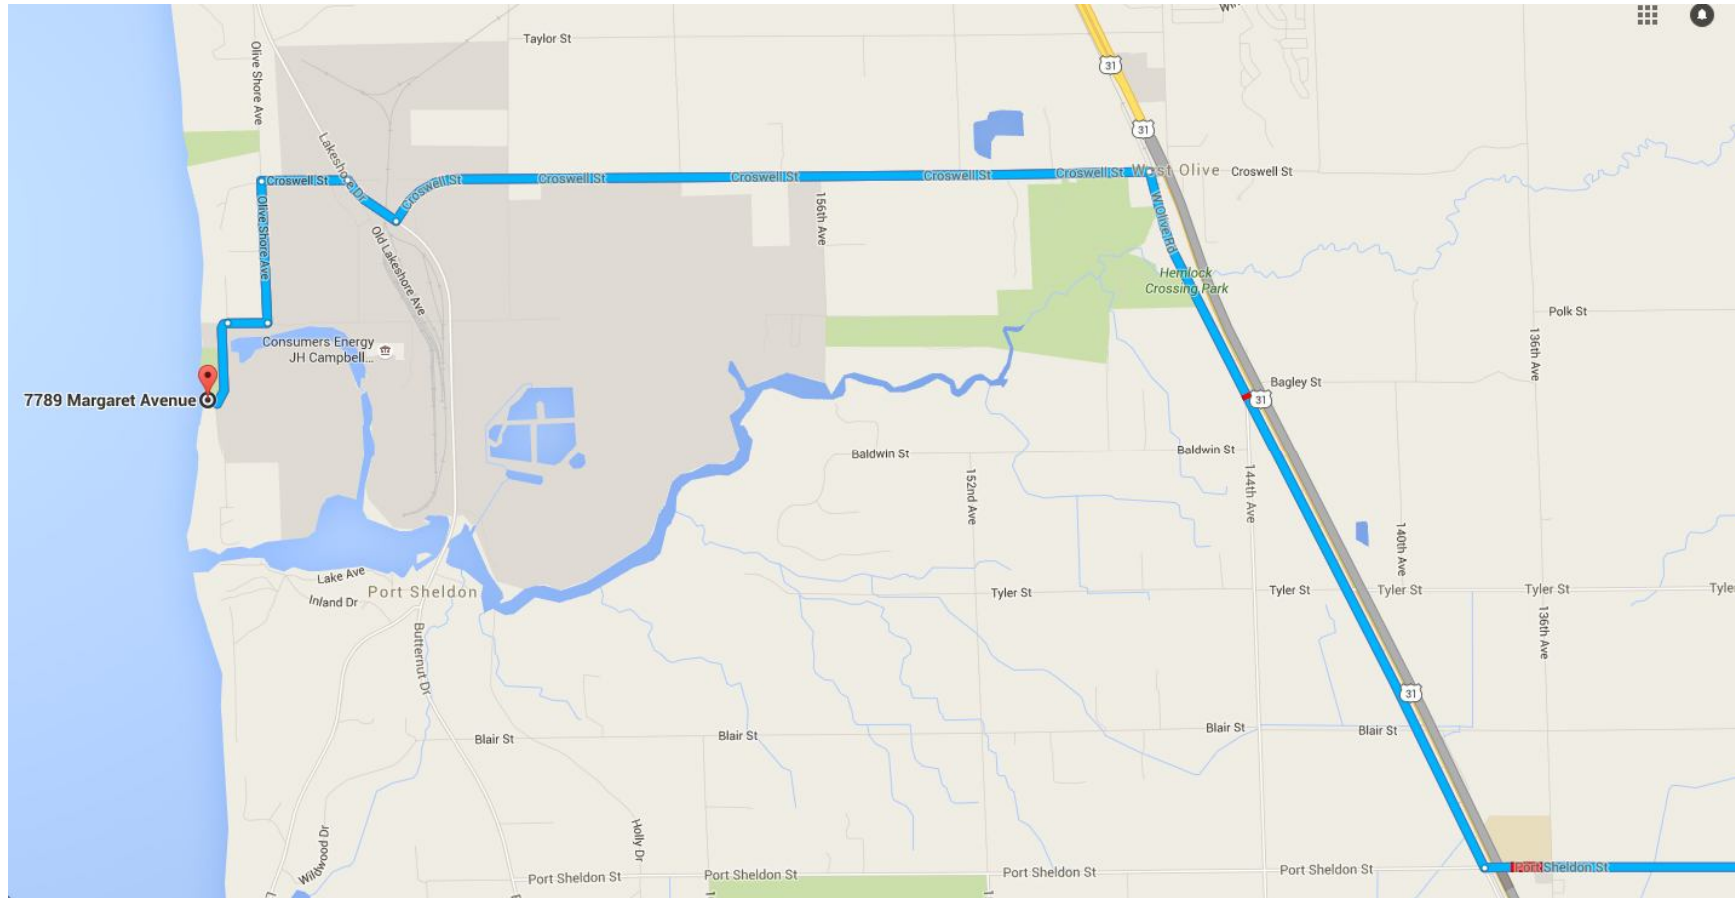 Taylor St
Olive Shore Ave
31
31
Lakeshore Dr
Croswell St
Croswell St
Croswell St
Croswell St
Croswell St
Croswell St
West Olive
Croswell St
Olive Shore Ave
156th Ave
W Olive Rd
Old Lakeshore Ave
Hemlock
Crossing Park
Polk St
136th Ave
Consumers Energy
JH Campbell...
7789 Margaret Avenue
Bagley St
31
Baldwin St
Baldwin St
152nd Ave
144th Ave
140th Ave
Lake Ave
Inland Dr
Port Sheldon
Tyler St
Tyler St
Tyler St
Tyler St
136th Ave
Butternut Dr
31
Blair St
Blair St
Blair St
Blair St
Wildwood Dr
Holly Dr
Port Sheldon St
Port Sheldon St
Port Sheldon St
Port Sheldon St
Port Sheldon St